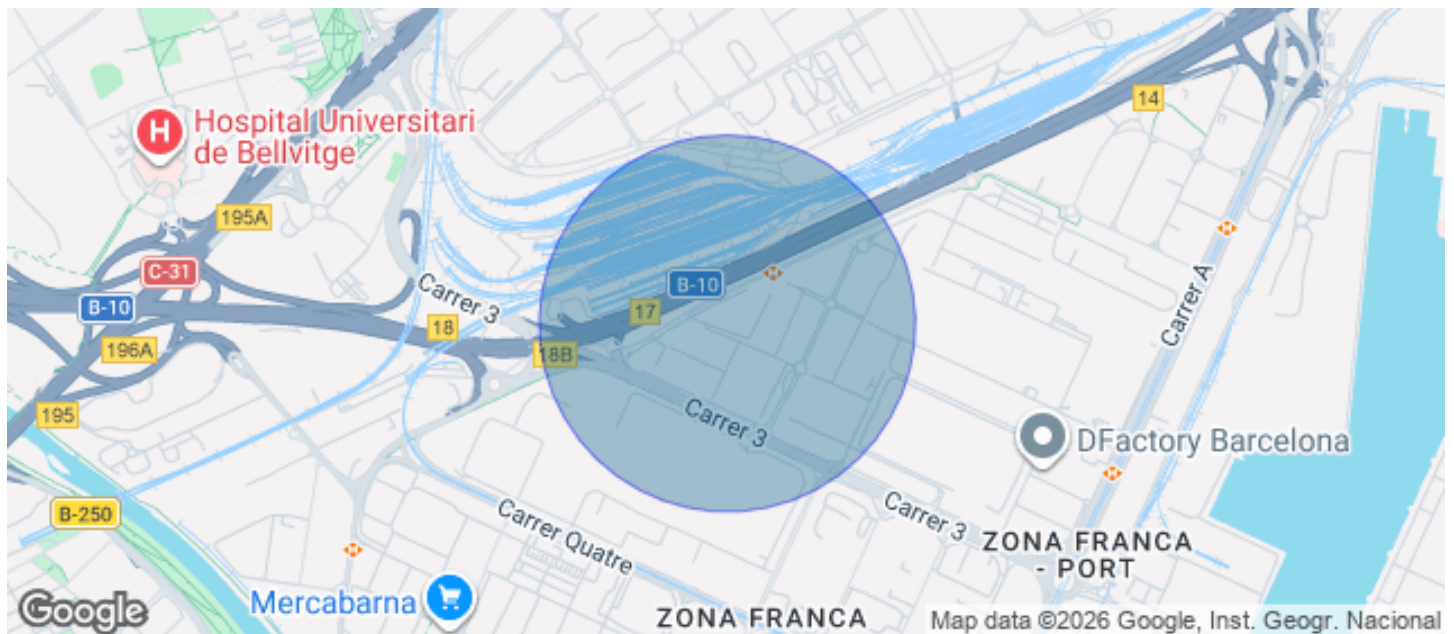 14
Hospital Universitari
de Bellvitge
H
195A
C-31
B-10
Carrer 3
B-10
17
18
18B
196A
Carrer A
195
Carrer 3
DFactory Barcelona
B-250
Carrer Quatre
Carrer 3
ZONA FRANCA
- PORT
Mercabarna
ZONA FRANCA
Google
Map data ©2026 Google, Inst. Geogr. Nacional